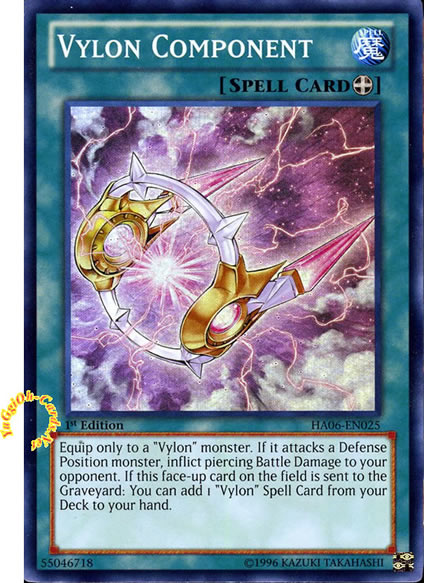 VYLON COMPONENT
魔
[SPELL CARD]
YuGgiOh-Cards.Net
1st Edition
HA06-EN025
Equip only to a "Vylon" monster. If it attacks a Defense
Position monster, inflict piercing Battle Damage to your
opponent. If this face-up card on the field is sent to the
Graveyard: You can add 1 "Vylon" Spell Card from your
Deck to your hand.
55046718
©1996 KAZUKI TAKAHASHI